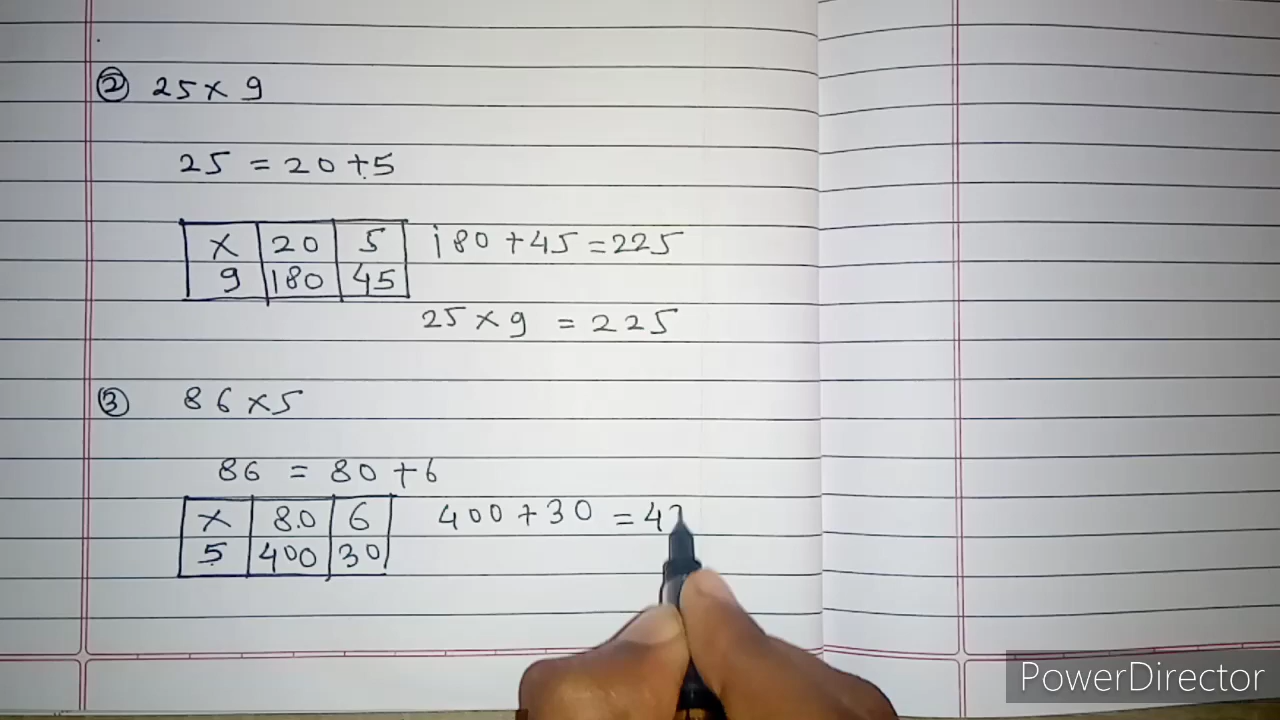 ② 25 × 9
25 = 20 + 5
× 20 5 180 + 45 = 225
9 180 45
25 × 9 = 225
③ 86 × 5
86 = 80 + 6
× 80 6 400 + 30 = 4
5 400 30
PowerDirector